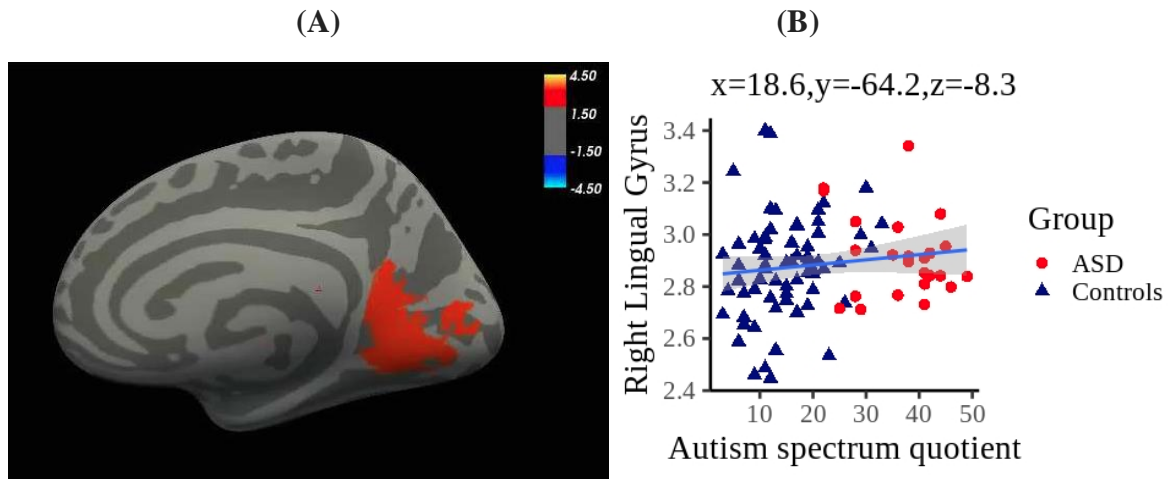 (A)
(B)
4.50
1.50
-1.50
-4.50
x=18.6,y=-64.2,z=-8.3
Right Lingual Gyrus
3.4
3.2
3.0
2.8
2.6
2.4
10 20 30 40 50
Autism spectrum quotient
Group
ASD
Controls